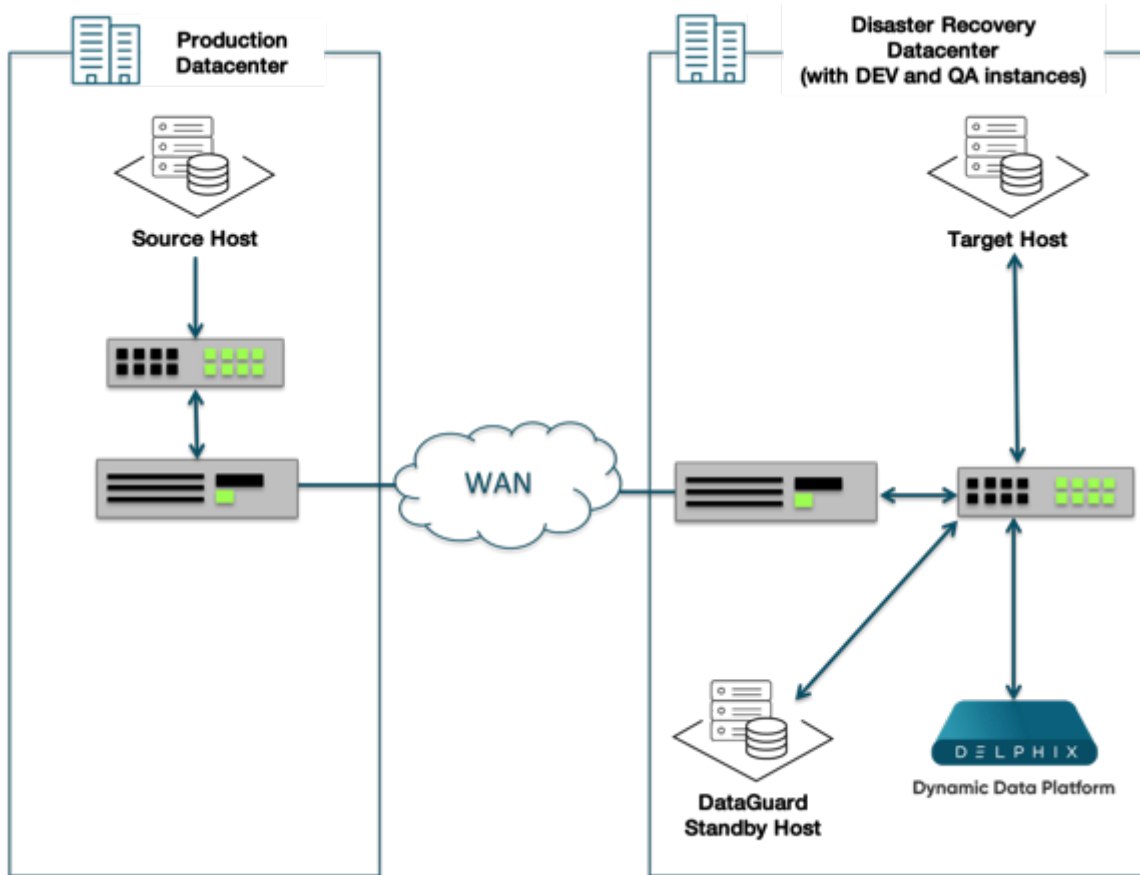 Production
Datacenter
Disaster Recovery
Datacenter
(with DEV and QA instances)
Source Host
Target Host
WAN
DELPHIX
Dynamic Data Platform
DataGuard
Standby Host